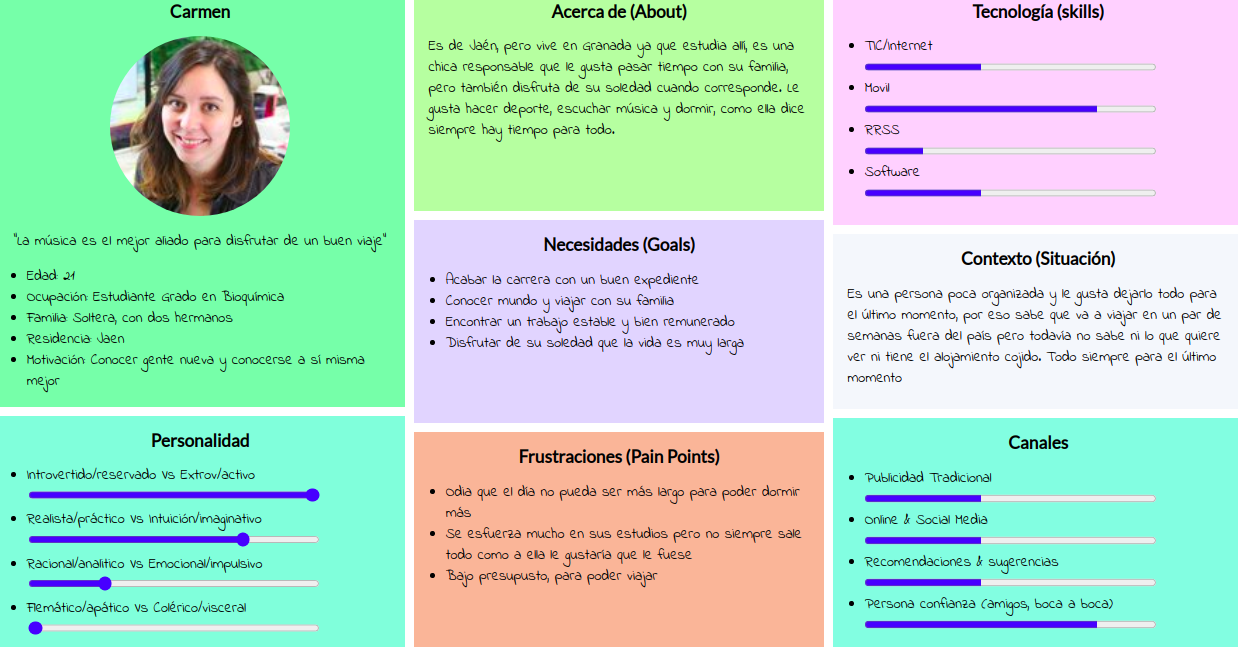 Carmen
"La música es el mejor aliado para disfrutar de un buen viaje"
Edad: 21
Ocupación: Estudiante Grado en Bioquímica
Familia: Soltera, con dos hermanos
Residencia: Jaen
Motivación: Conocer gente nueva y conocerse a sí misma
mejor
Personalidad
Introvertido/reservado Vs Extrov/activo
Realista/práctico Vs Intuición/imaginativo
Racional/analitico Vs Emocional/impulsivo
Flemático/apático Vs Colérico/visceral
Acerca de (About)
Es de Jaén, pero vive en Granada ya que estudia allí, es una
chica responsable que le gusta pasar tiempo con su familia,
pero también disfruta de su soledad cuando corresponde. Le
gusta hacer deporte, escuchar música y dormir, como ella dice
siempre hay tiempo para todo.
Necesidades (Goals)
Acabar la carrera con un buen expediente
Conocer mundo y viajar con su familia
Encontrar un trabajo estable y bien remunerado
Disfrutar de su soledad que la vida es muy larga
Frustraciones (Pain Points)
Odia que el día no pueda ser más largo para poder dormir
más
Se esfuerza mucho en sus estudios pero no siempre sale
todo como a ella le gustaría que le fuese
Bajo presupusto, para poder viajar
Tecnología (skills)
TIC/Internet
Movil
RRSS
Software
Contexto (Situación)
Es una persona poca organizada y le gusta dejarlo todo para
el último momento, por eso sabe que va a viajar en un par de
semanas fuera del país pero todavía no sabe ni lo que quiere
ver ni tiene el alojamiento cojido. Todo siempre para el último
momento
Canales
Publicidad Tradicional
Online & Social Media
Recomendaciones & sugerencias
Persona confianza (amigos, boca a boca)